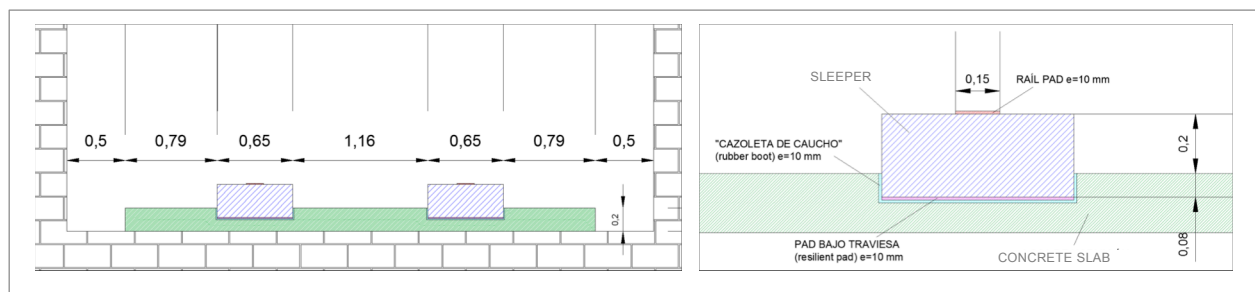 0,5
0,79
0,65
1,16
0,65
0,79
0,5
0,2
SLEEPER
0,15
RAÍL PAD e=10 mm
"CAZOLETA DE CAUCHO"
(rubber boot) e=10 mm
0,2
PAD BAJO TRAVIESA
(resilient pad) e=10 mm
CONCRETE SLAB
0,08